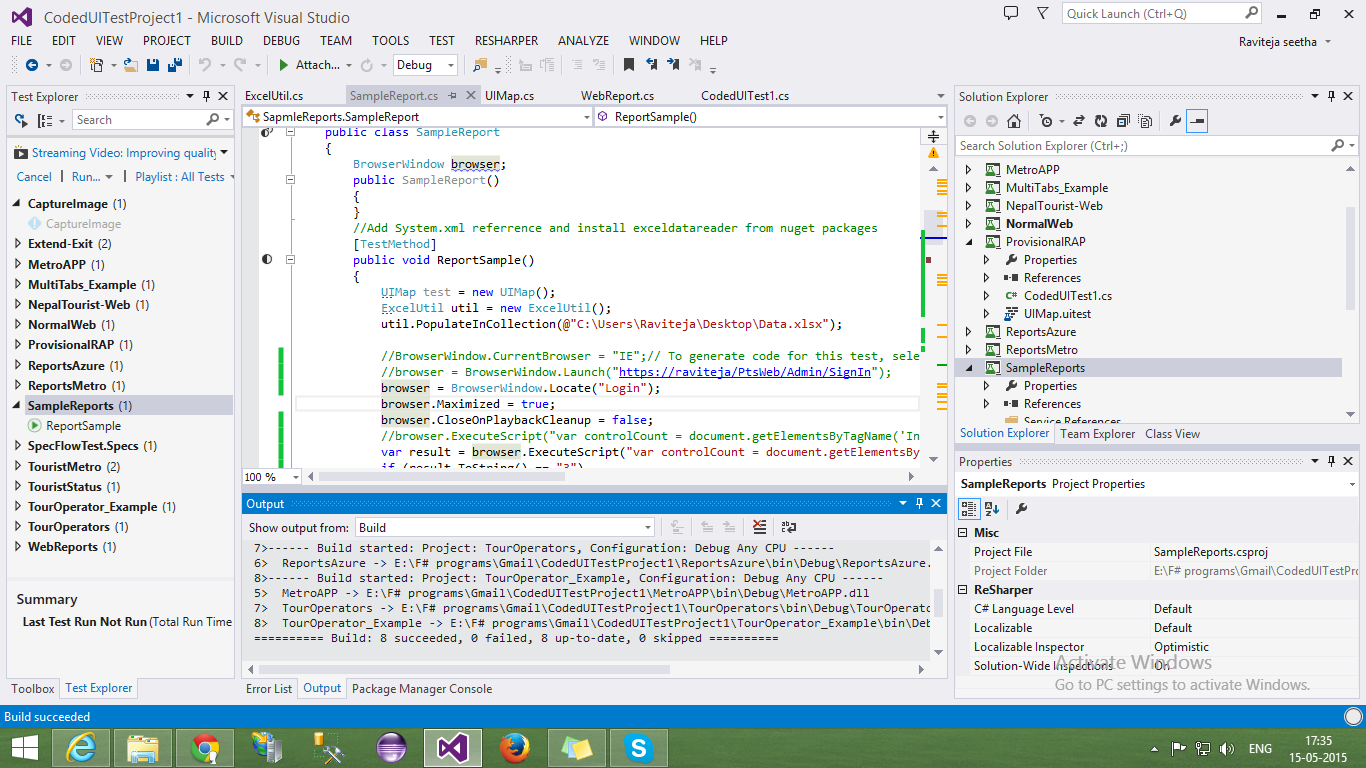 CodedUITestProject1 - Microsoft Visual Studio
Quick Launch (Ctrl+Q)
FILE EDIT VIEW PROJECT BUILD DEBUG TEAM TOOLS TEST RESHARPER ANALYZE WINDOW HELP
Raviteja seetha
Attach... Debug
Test Explorer
Search
Streaming Video: Improving quality
Cancel Run... Playlist : All Tests
CaptureImage (1)
CaptureImage
Extend-Exit (2)
MetroAPP (1)
MultiTabs_Example (1)
NepalTourist-Web (1)
NormalWeb (1)
ProvisionalRAP (1)
ReportsAzure (1)
ReportsMetro (1)
SampleReports (1)
ReportSample
SpecFlowTest.Specs (1)
TouristMetro (2)
TouristStatus (1)
TourOperator_Example (1)
TourOperators (1)
WebReports (1)
Summary
Last Test Run Not Run (Total Run Time
Toolbox Test Explorer
ExcelUtil.cs SampleReport.cs UIMap.cs WebReport.cs CodedUITest1.cs
SapmleReports.SampleReport ReportSample()
public class SampleReport
{
BrowserWindow browser;
public SampleReport()
{
}
//Add System.xml referrence and install exceldatareader from nuget packages
[TestMethod]
public void ReportSample()
{
UIMap test = new UIMap();
ExcelUtil util = new ExcelUtil();
util.PopulateInCollection(@"C:\Users\Raviteja\Desktop\Data.xlsx");
//BrowserWindow.CurrentBrowser = "IE";// To generate code for this test, sele
//browser = BrowserWindow.Launch("https://raviteja/PtsWeb/Admin/SignIn");
browser = BrowserWindow.Locate("Login");
browser.Maximized = true;
browser.CloseOnPlaybackCleanup = false;
//browser.ExecuteScript("var controlCount = document.getElementsByTagName('In
var result = browser.ExecuteScript("var controlCount = document.getElementsBy
if (result.ToString() == "3")
100 %
Output
Show output from: Build
7>------ Build started: Project: TourOperators, Configuration: Debug Any CPU ------
6> ReportsAzure -> E:\F# programs\Gmail\CodedUITestProject1\ReportsAzure\bin\Debug\ReportsAzure.
8>------ Build started: Project: TourOperator_Example, Configuration: Debug Any CPU ------
5> MetroAPP -> E:\F# programs\Gmail\CodedUITestProject1\MetroAPP\bin\Debug\MetroAPP.dll
7> TourOperators -> E:\F# programs\Gmail\CodedUITestProject1\TourOperators\bin\Debug\TourOperato
8> TourOperator_Example -> E:\F# programs\Gmail\CodedUITestProject1\TourOperator_Example\bin\Deb
========== Build: 8 succeeded, 0 failed, 8 up-to-date, 0 skipped ==========
Error List Output Package Manager Console
Solution Explorer
Search Solution Explorer (Ctrl+;)
MetroAPP
MultiTabs_Example
NepalTourist-Web
NormalWeb
ProvisionalRAP
Properties
References
C# CodedUITest1.cs
UIMap.uitest
ReportsAzure
ReportsMetro
SampleReports
Properties
References
Service References
Solution Explorer Team Explorer Class View
Properties
SampleReports Project Properties
Misc
Project File SampleReports.csproj
Project Folder E:\F# programs\Gmail\CodedUITestPro
ReSharper
C# Language Level Default
Localizable Default
Localizable Inspector Optimistic
Solution-Wide Inspections On
Activate Windows
Go to PC settings to activate Windows.
Build succeeded
ENG
17:35
15-05-2015